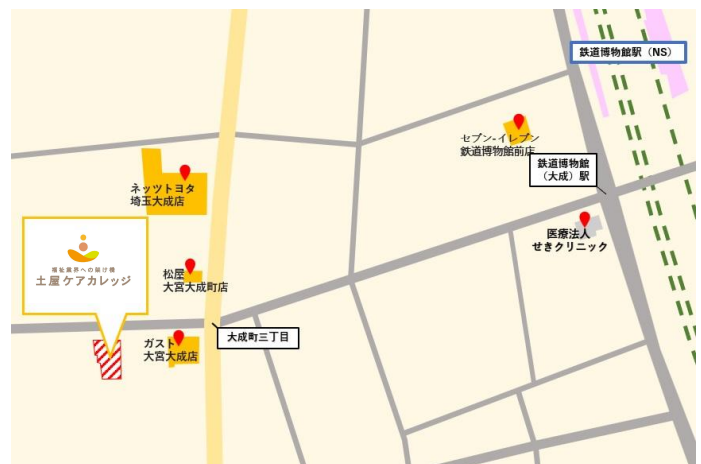 鉄道博物館駅（NS）
セブン-イレブン
鉄道博物館前店
鉄道博物館
（大成）駅
ネッツトヨタ
埼玉大成店
医療法人
せきクリニック
福祉業界への架け橋
土屋ケアカレッジ
松屋
大宮大成町店
大成町三丁目
ガスト
大宮大成店